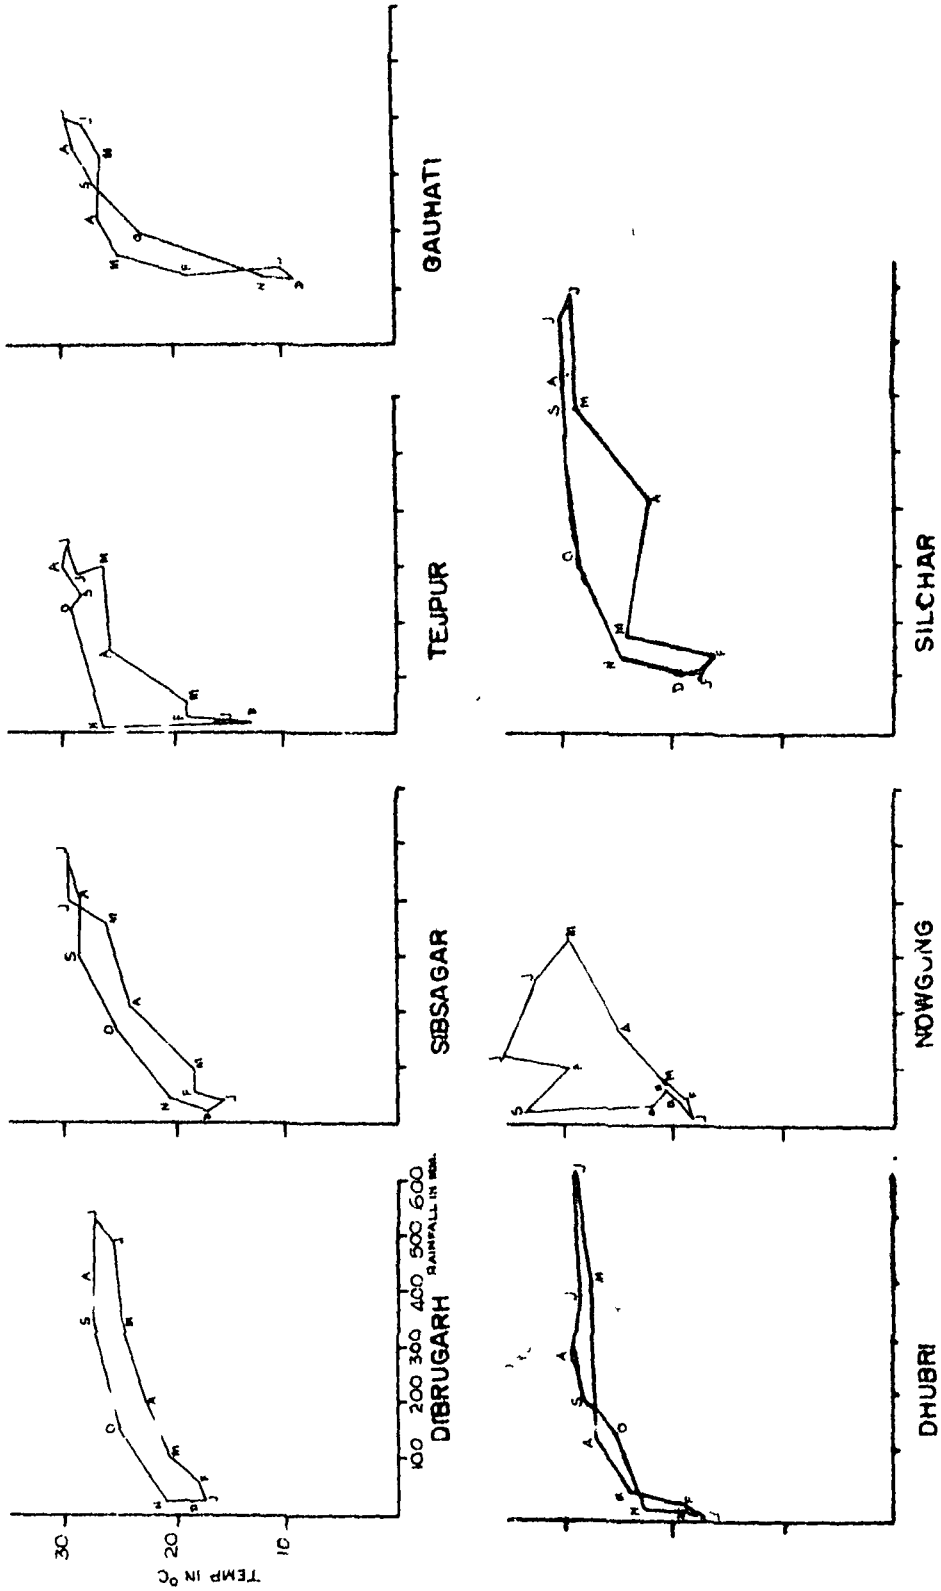 TEMP IN °C
30
20
10
N D J F M O A S M A J J
100 200 300 400 500 600
RAINFALL IN MM.
DIBRUGARH
D N J F M O A S M J A J
SIBSAGAR
N D J F M A O S J M A J
TEJPUR
D N J F M O A S A M J J
GAUHATI
J N F M O A S A J M J
DHUBRI
J S F M A J A J M
NOWGONG
D J N F M O A S M A J J
SILCHAR